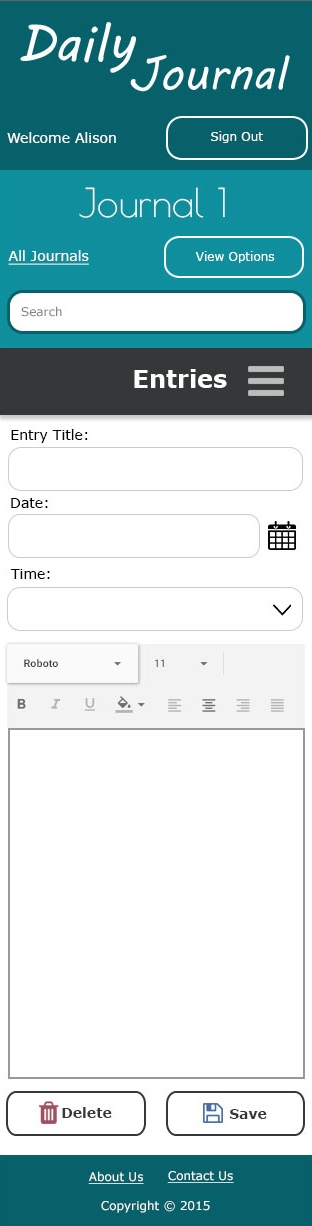 Daily
Journal
Welcome Alison
Sign Out
Journal 1
All Journals
View Options
Search
Entries
Entry Title:
Date:
Time:
Roboto
11
B I U
Delete
Save
About Us
Contact Us
Copyright © 2015